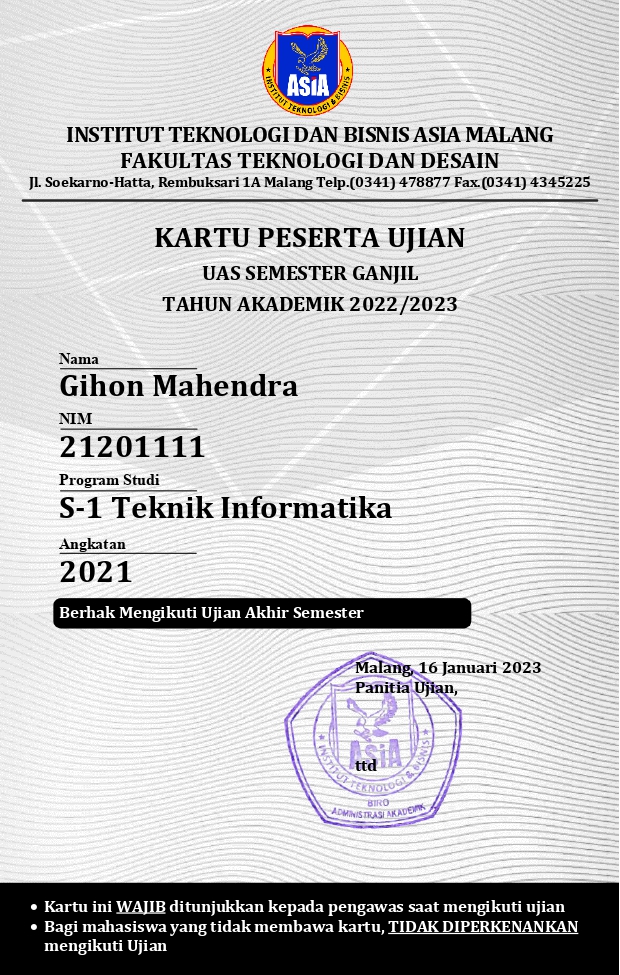 ASIA
INSTITUT TEKNOLOGI & BISNIS
INSTITUT TEKNOLOGI DAN BISNIS ASIA MALANG
FAKULTAS TEKNOLOGI DAN DESAIN
Jl. Soekarno-Hatta, Rembuksari 1A Malang Telp.(0341) 478877 Fax.(0341) 4345225
KARTU PESERTA UJIAN
UAS SEMESTER GANJIL
TAHUN AKADEMIK 2022/2023
Nama
Gihon Mahendra
NIM
21201111
Program Studi
S-1 Teknik Informatika
Angkatan
2021
Berhak Mengikuti Ujian Akhir Semester
Malang, 16 Januari 2023
Panitia Ujian,
ASiA
ttd
INSTITUT TEKNOLOGI & BISNIS
BIRO
ADMINISTRASI AKADEMIK
• Kartu ini WAJIB ditunjukkan kepada pengawas saat mengikuti ujian
• Bagi mahasiswa yang tidak membawa kartu, TIDAK DIPERKENANKAN
mengikuti Ujian